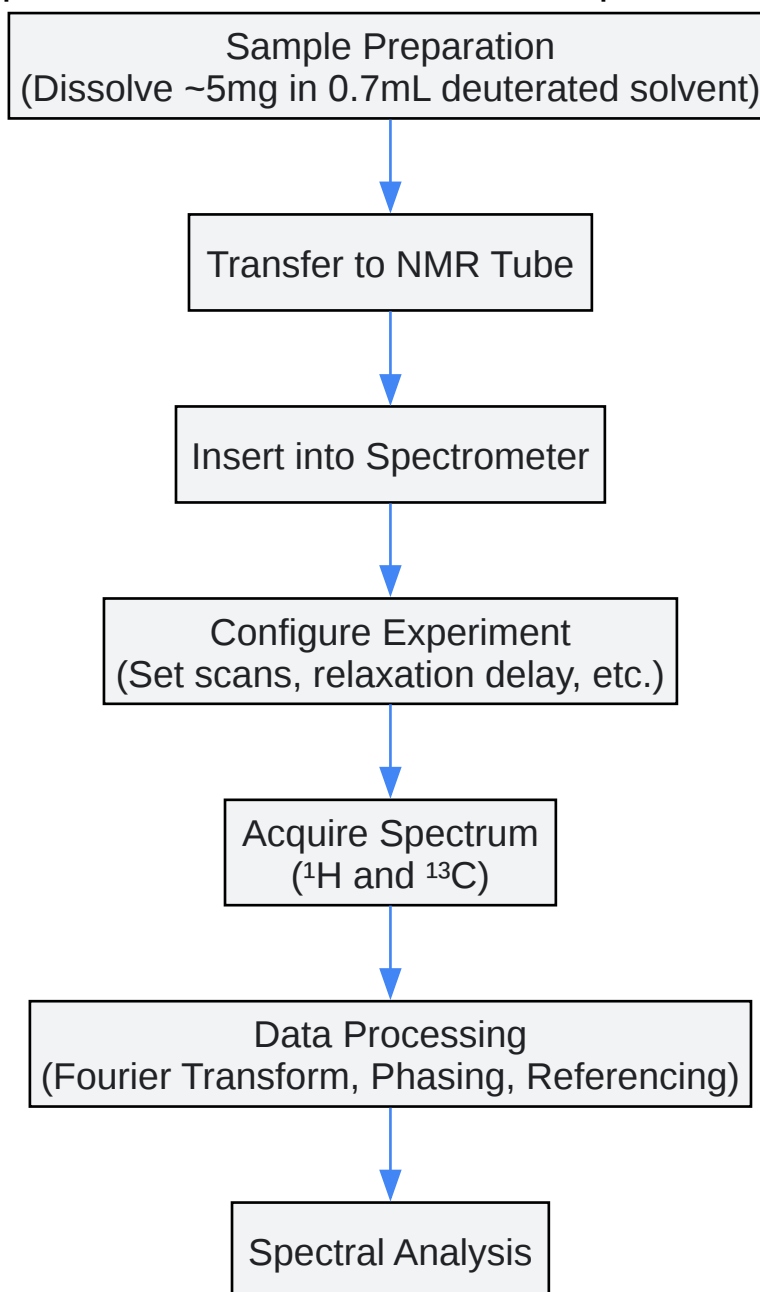 Sample Preparation
(Dissolve ~5mg in 0.7mL deuterated solvent)
Transfer to NMR Tube
Insert into Spectrometer
Configure Experiment
(Set scans, relaxation delay, etc.)
Acquire Spectrum
(¹H and ¹³C)
Data Processing
(Fourier Transform, Phasing, Referencing)
Spectral Analysis